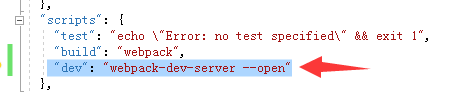 "scripts": {
"test": "echo \"Error: no test specified\" && exit 1",
"build": "webpack",
"dev": "webpack-dev-server --open"
},